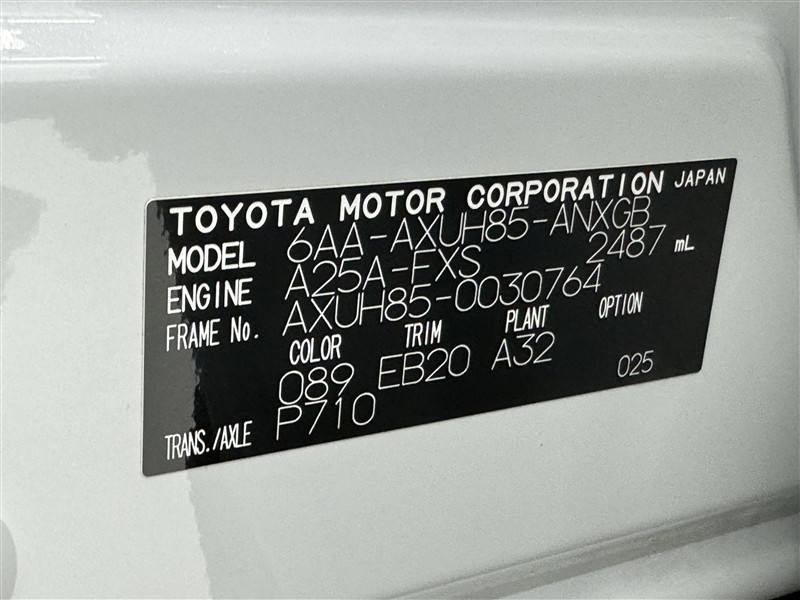 TOYOTA MOTOR CORPORATION JAPAN
MODEL 6AA-AXUH85-ANXGB
ENGINE A25A-FXS 2487 mL
FRAME No. AXUH85-0030764
COLOR TRIM PLANT OPTION
089 EB20 A32 025
TRANS./AXLE P710